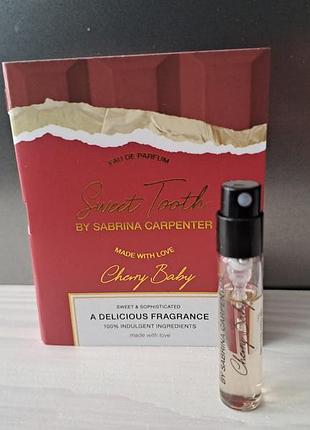 EAU DE PARFUM
Sweet Tooth
BY SABRINA CARPENTER
MADE WITH LOVE
Cherry Baby
SWEET & SOPHISTICATED
A DELICIOUS FRAGRANCE
100% INDULGENT INGREDIENTS
made with love
Cherry Baby
BY SABRINA CARPENT